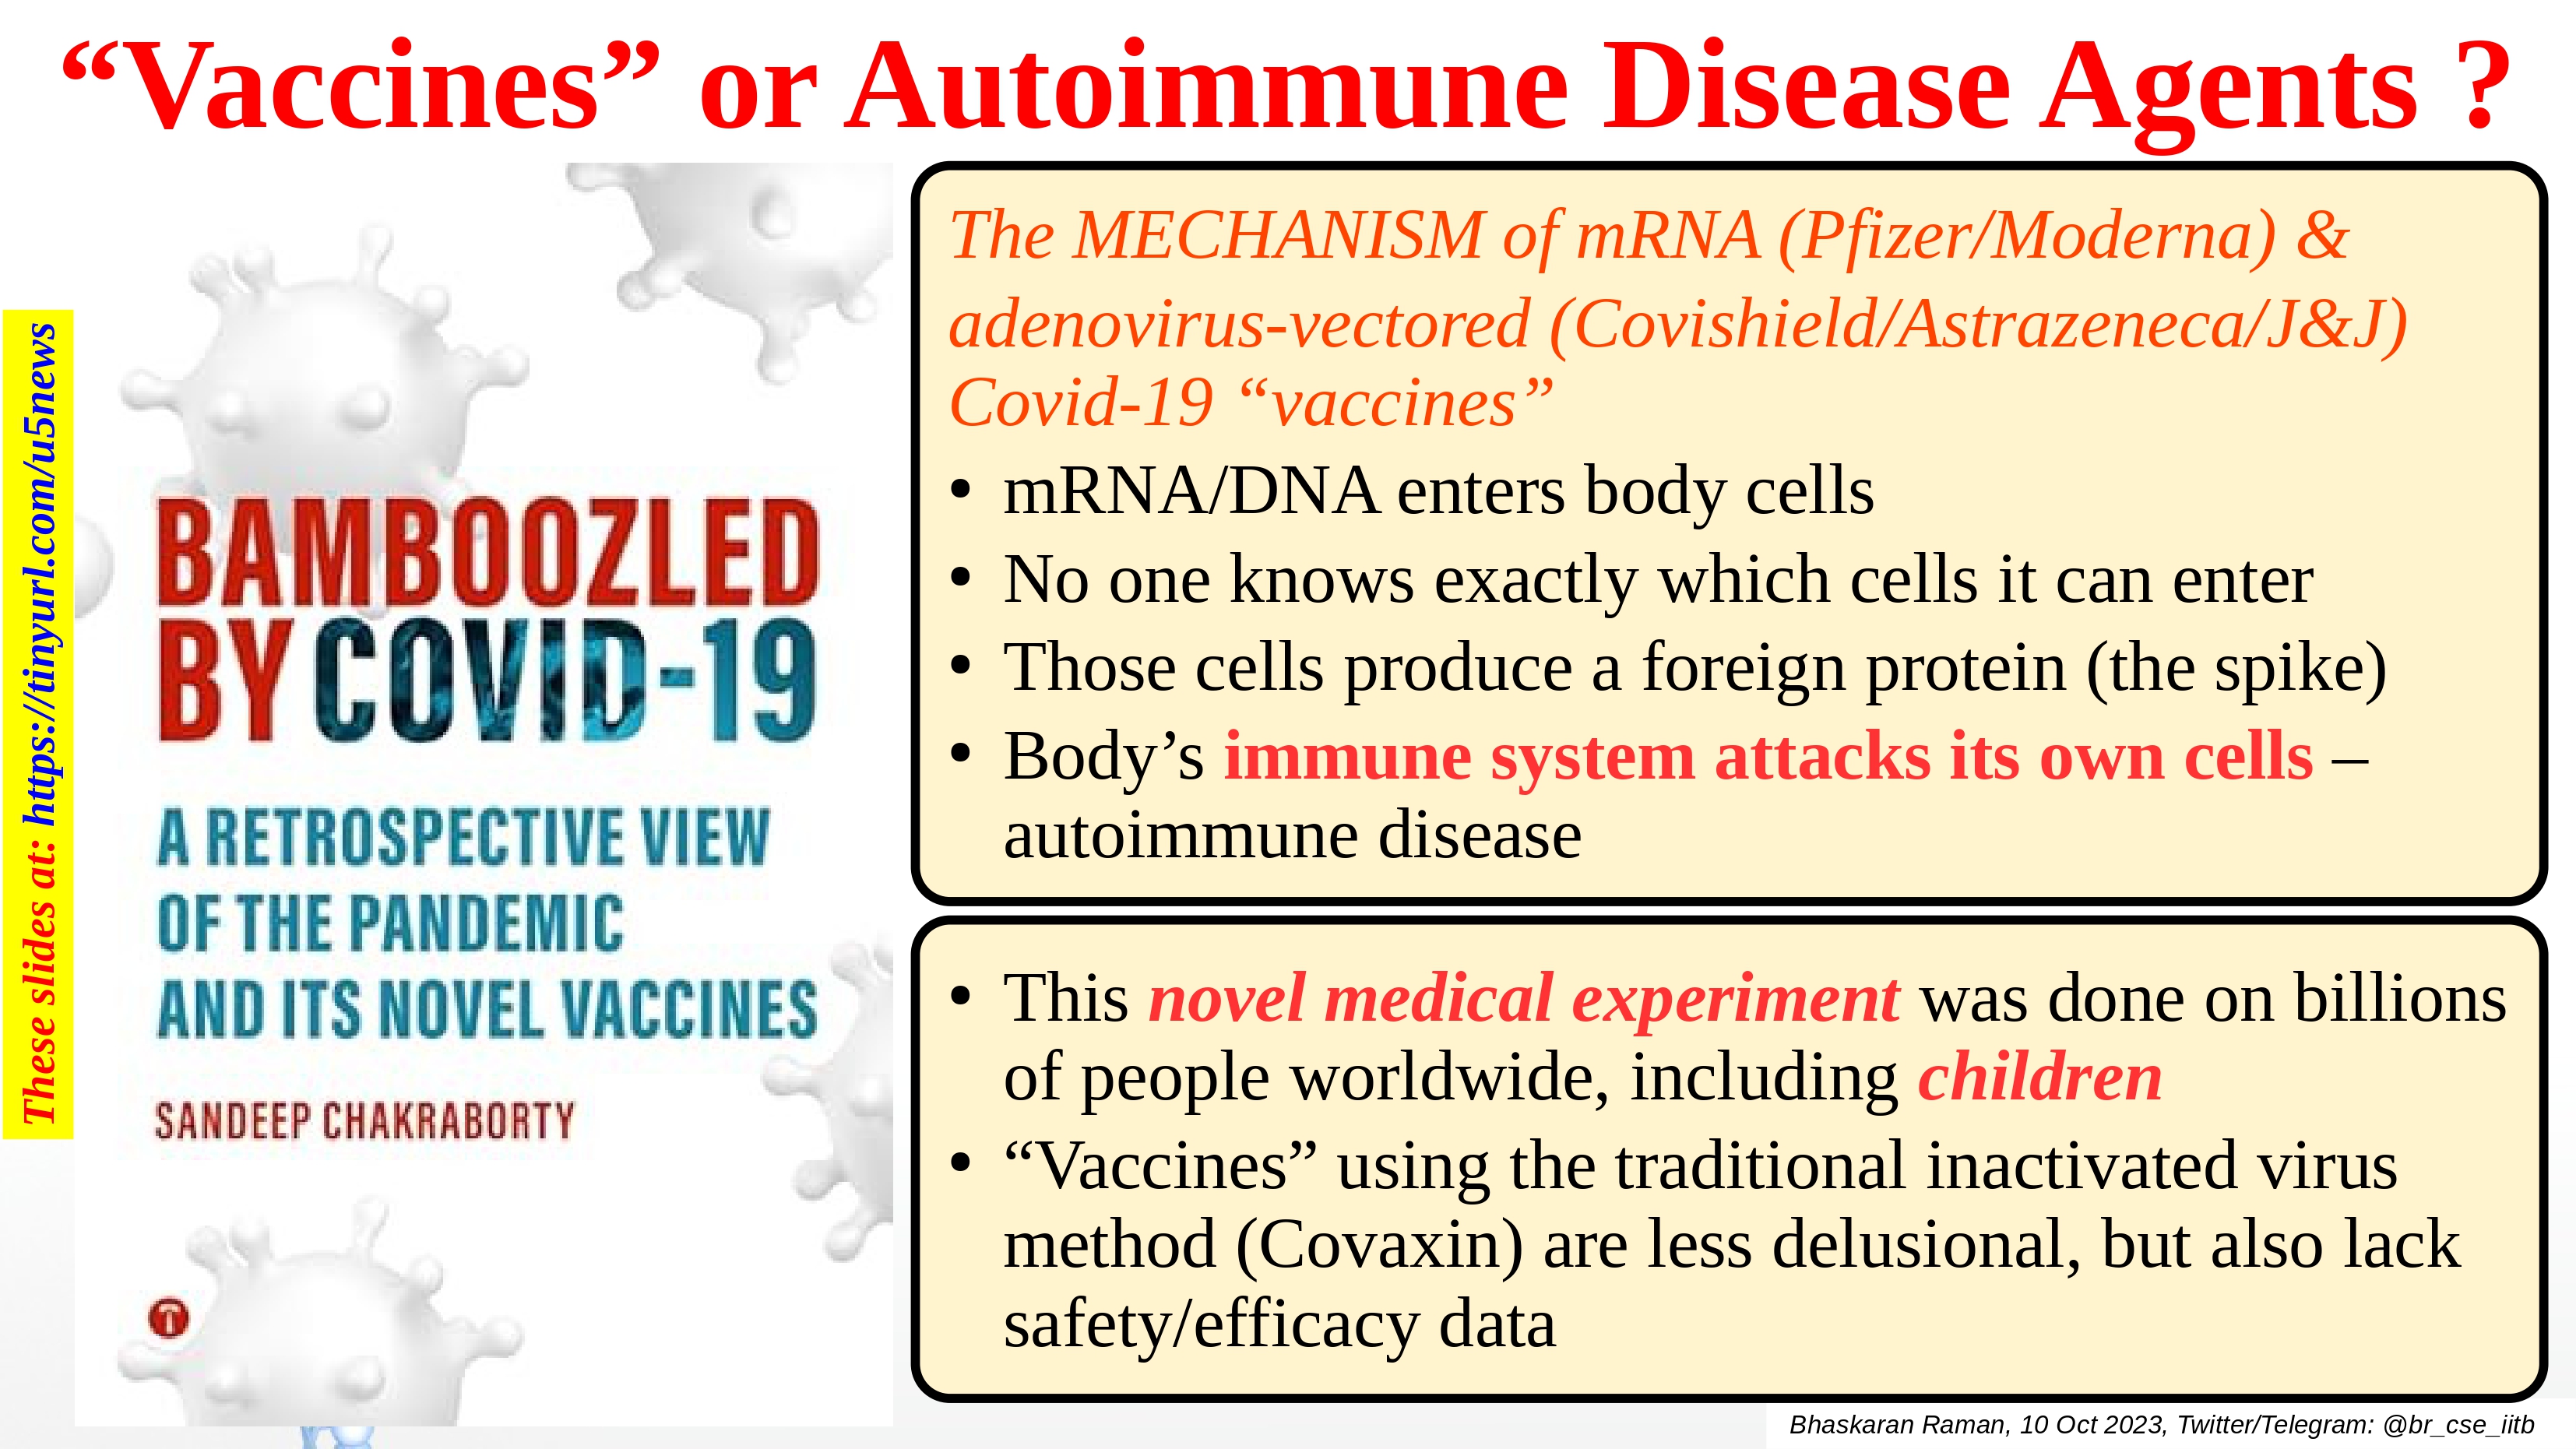 “Vaccines” or Autoimmune Disease Agents ?
These slides at: https://tinyurl.com/u5news
BAMBOOZLED
BY COVID-19
A RETROSPECTIVE VIEW
OF THE PANDEMIC
AND ITS NOVEL VACCINES
SANDEEP CHAKRABORTY
The MECHANISM of mRNA (Pfizer/Moderna) &
adenovirus-vectored (Covishield/Astrazeneca/J&J)
Covid-19 “vaccines”
• mRNA/DNA enters body cells
• No one knows exactly which cells it can enter
• Those cells produce a foreign protein (the spike)
• Body’s immune system attacks its own cells –
autoimmune disease
• This novel medical experiment was done on billions
of people worldwide, including children
• “Vaccines” using the traditional inactivated virus
method (Covaxin) are less delusional, but also lack
safety/efficacy data
Bhaskaran Raman, 10 Oct 2023, Twitter/Telegram: @br_cse_iitb